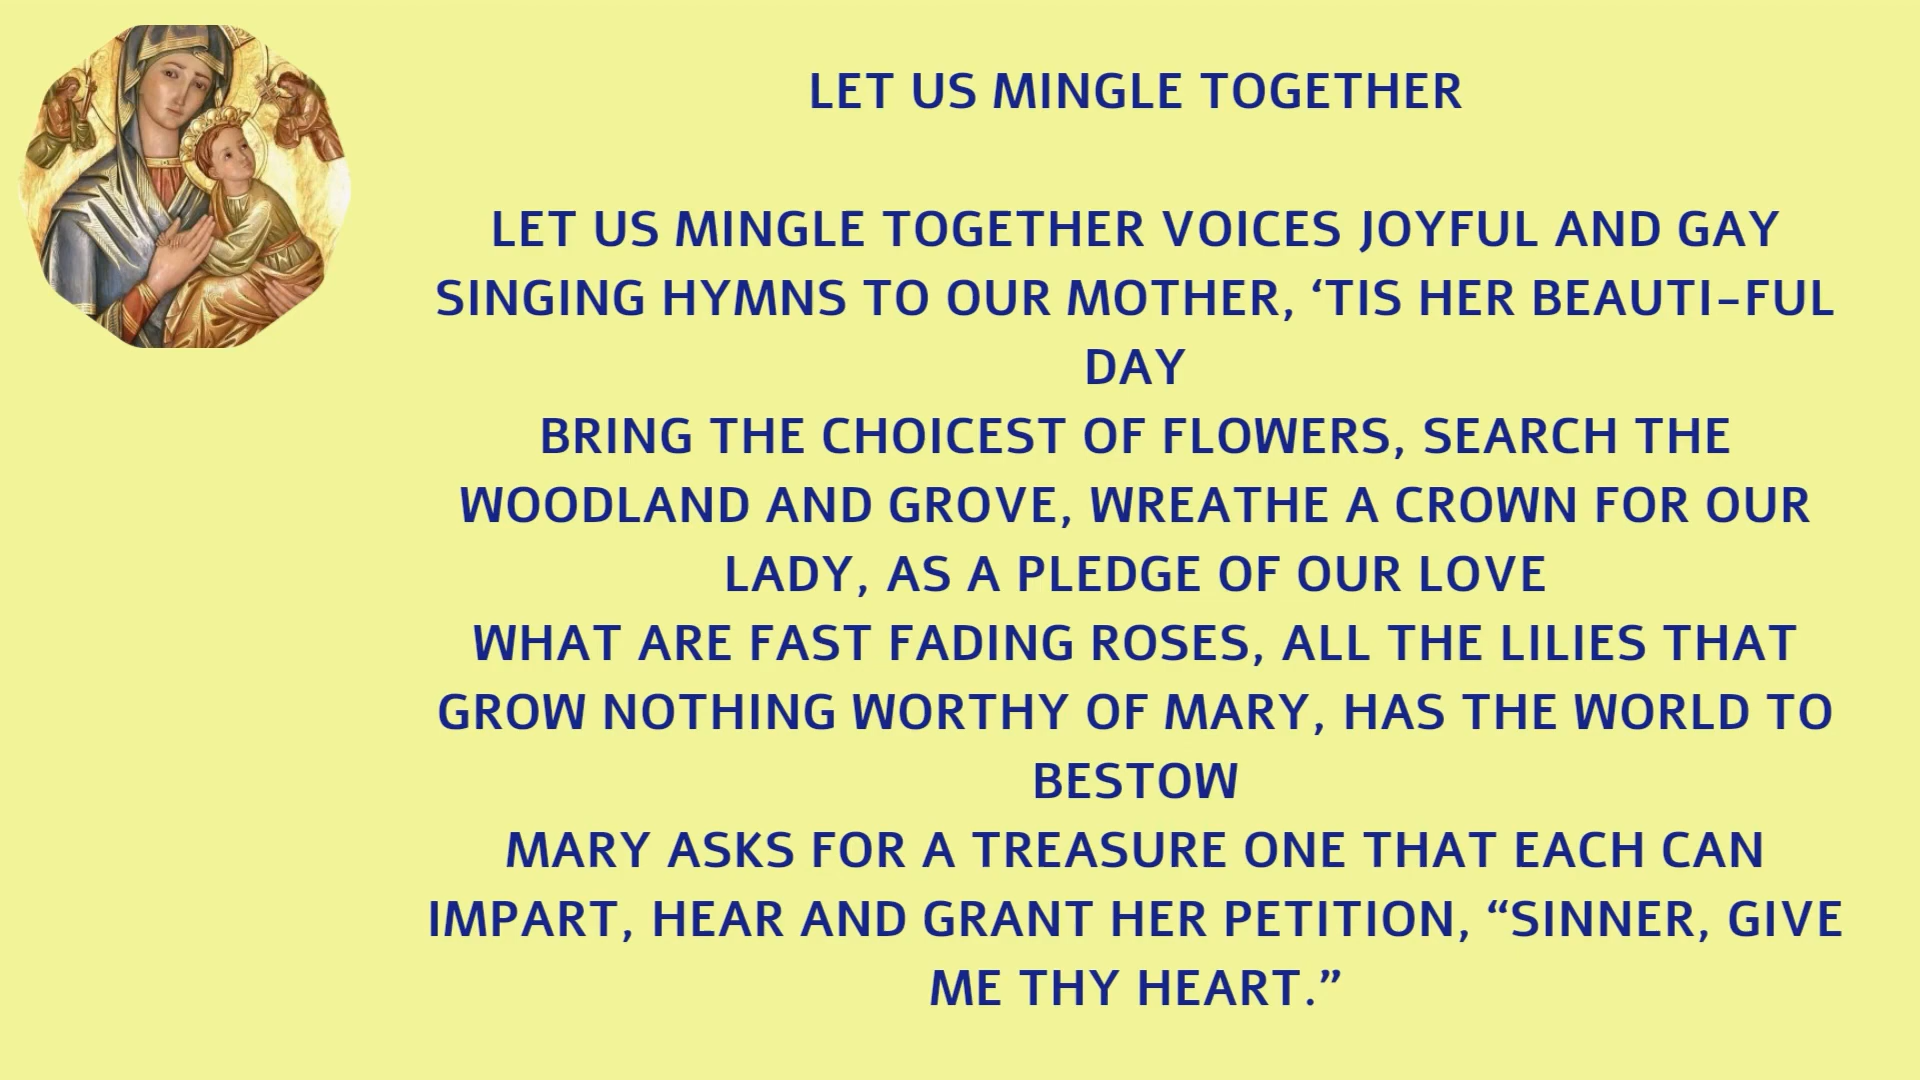 LET US MINGLE TOGETHER
LET US MINGLE TOGETHER VOICES JOYFUL AND GAY
SINGING HYMNS TO OUR MOTHER, ‘TIS HER BEAUTI-FUL
DAY
BRING THE CHOICEST OF FLOWERS, SEARCH THE
WOODLAND AND GROVE, WREATHE A CROWN FOR OUR
LADY, AS A PLEDGE OF OUR LOVE
WHAT ARE FAST FADING ROSES, ALL THE LILIES THAT
GROW NOTHING WORTHY OF MARY, HAS THE WORLD TO
BESTOW
MARY ASKS FOR A TREASURE ONE THAT EACH CAN
IMPART, HEAR AND GRANT HER PETITION, “SINNER, GIVE
ME THY HEART.”